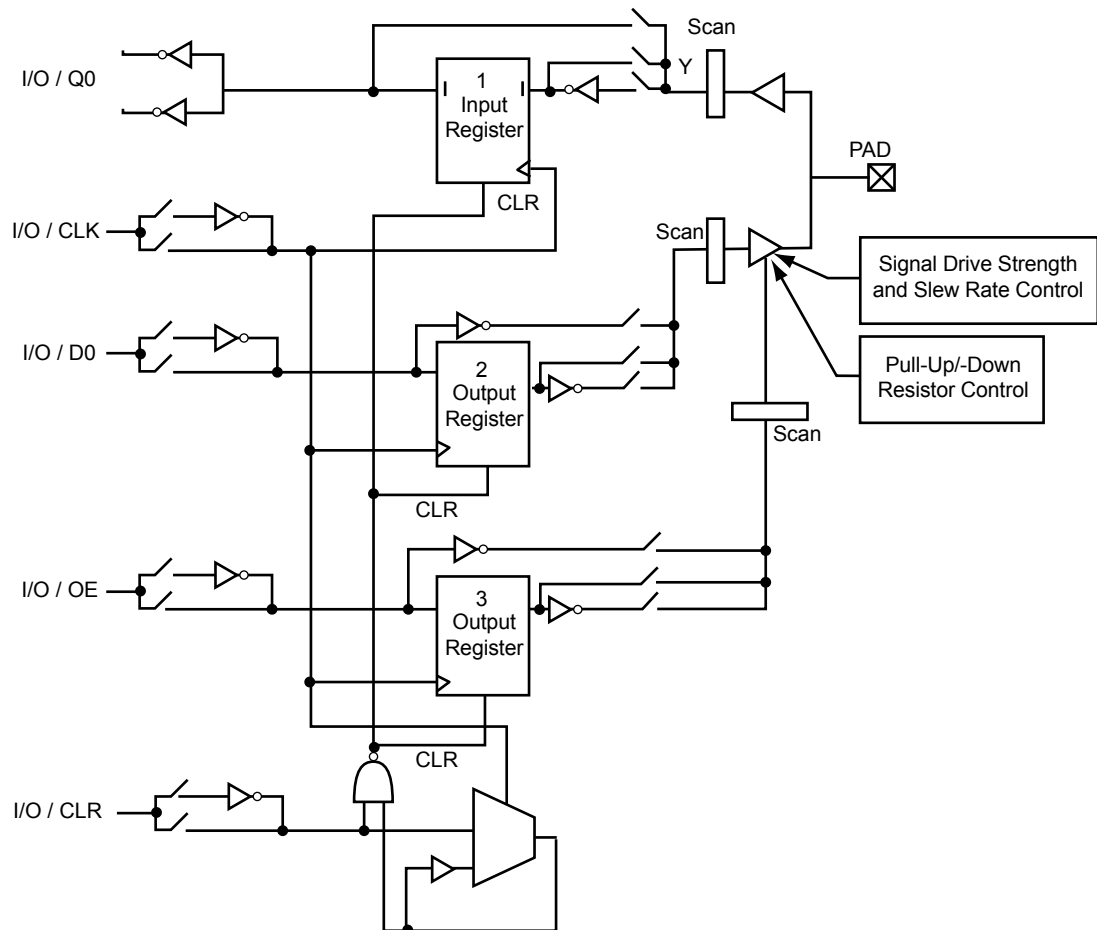 Scan
I/O / Q0
1
Input
Register
Y
PAD
CLR
I/O / CLK
Scan
Signal Drive Strength
and Slew Rate Control
I/O / D0
2
Output
Register
Pull-Up/-Down
Resistor Control
Scan
CLR
I/O / OE
3
Output
Register
CLR
I/O / CLR